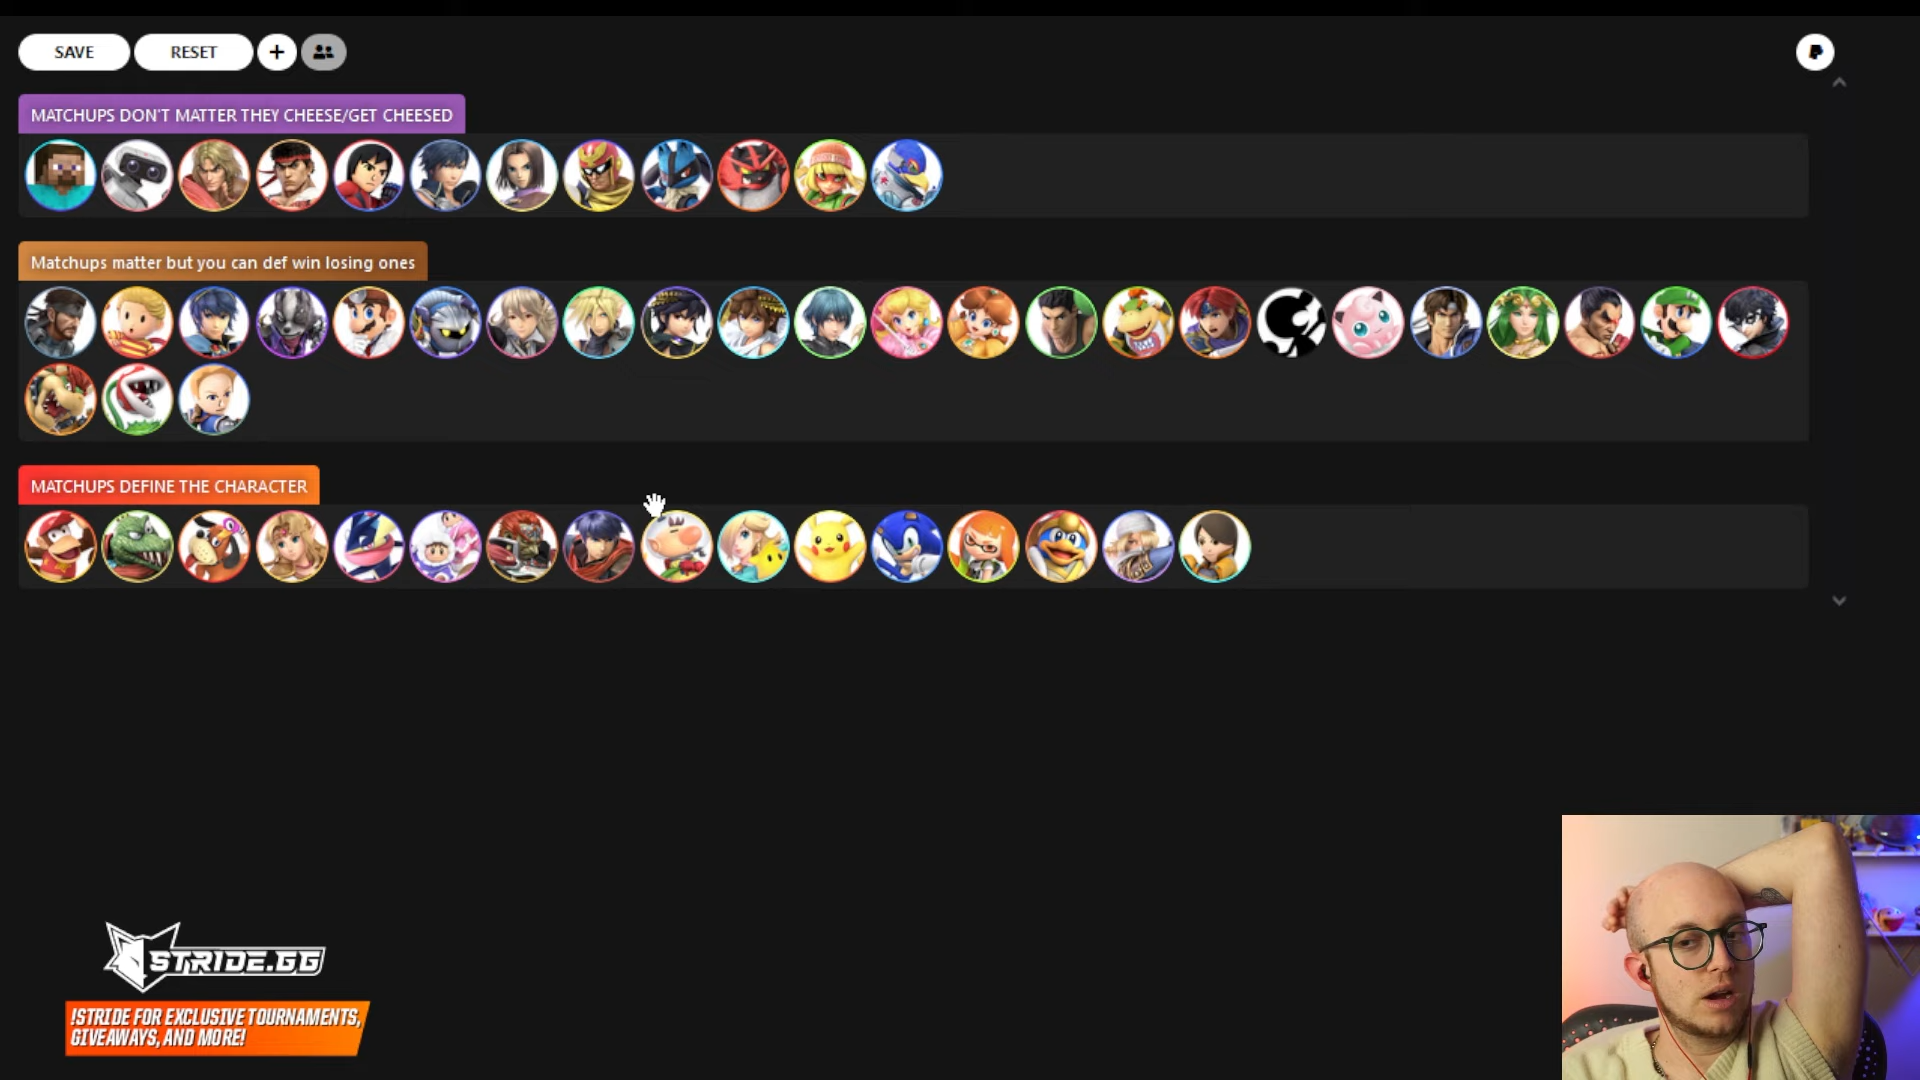 SAVE
RESET
MATCHUPS DON'T MATTER THEY CHEESE/GET CHEESED
Matchups matter but you can def win losing ones
MATCHUPS DEFINE THE CHARACTER
STRIDE.GG
!STRIDE FOR EXCLUSIVE TOURNAMENTS,
GIVEAWAYS, AND MORE!